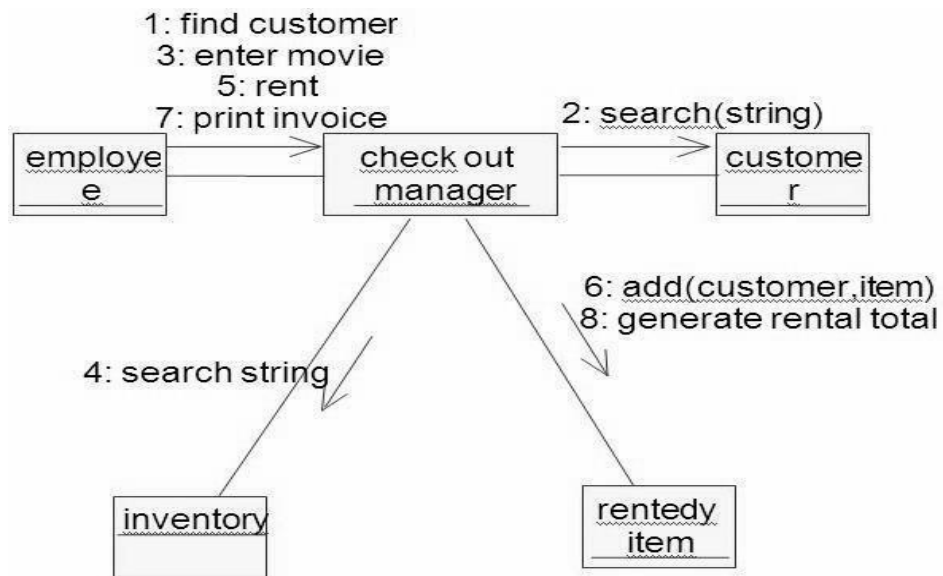 1: find customer
3: enter movie
5: rent
7: print invoice
2: search(string)
employe
e
check out
manager
custome
r
6: add(customer,item)
8: generate rental total
4: search string
inventory
rentedy
item